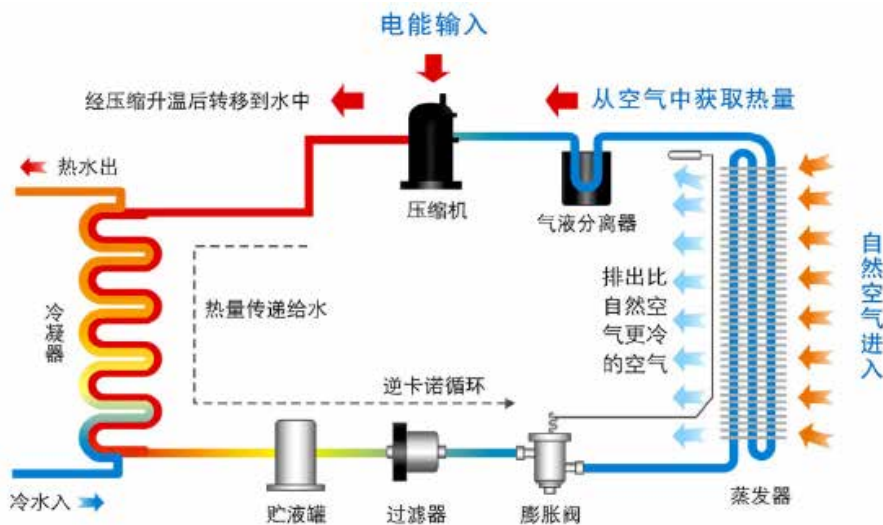 电能输入
经压缩升温后转移到水中
从空气中获取热量
热水出
压缩机
气液分离器
自然空气进入
冷凝器
热量传递给水
排出比
自然空
气更冷
的空气
逆卡诺循环
冷水入
贮液罐
过滤器
膨胀阀
蒸发器